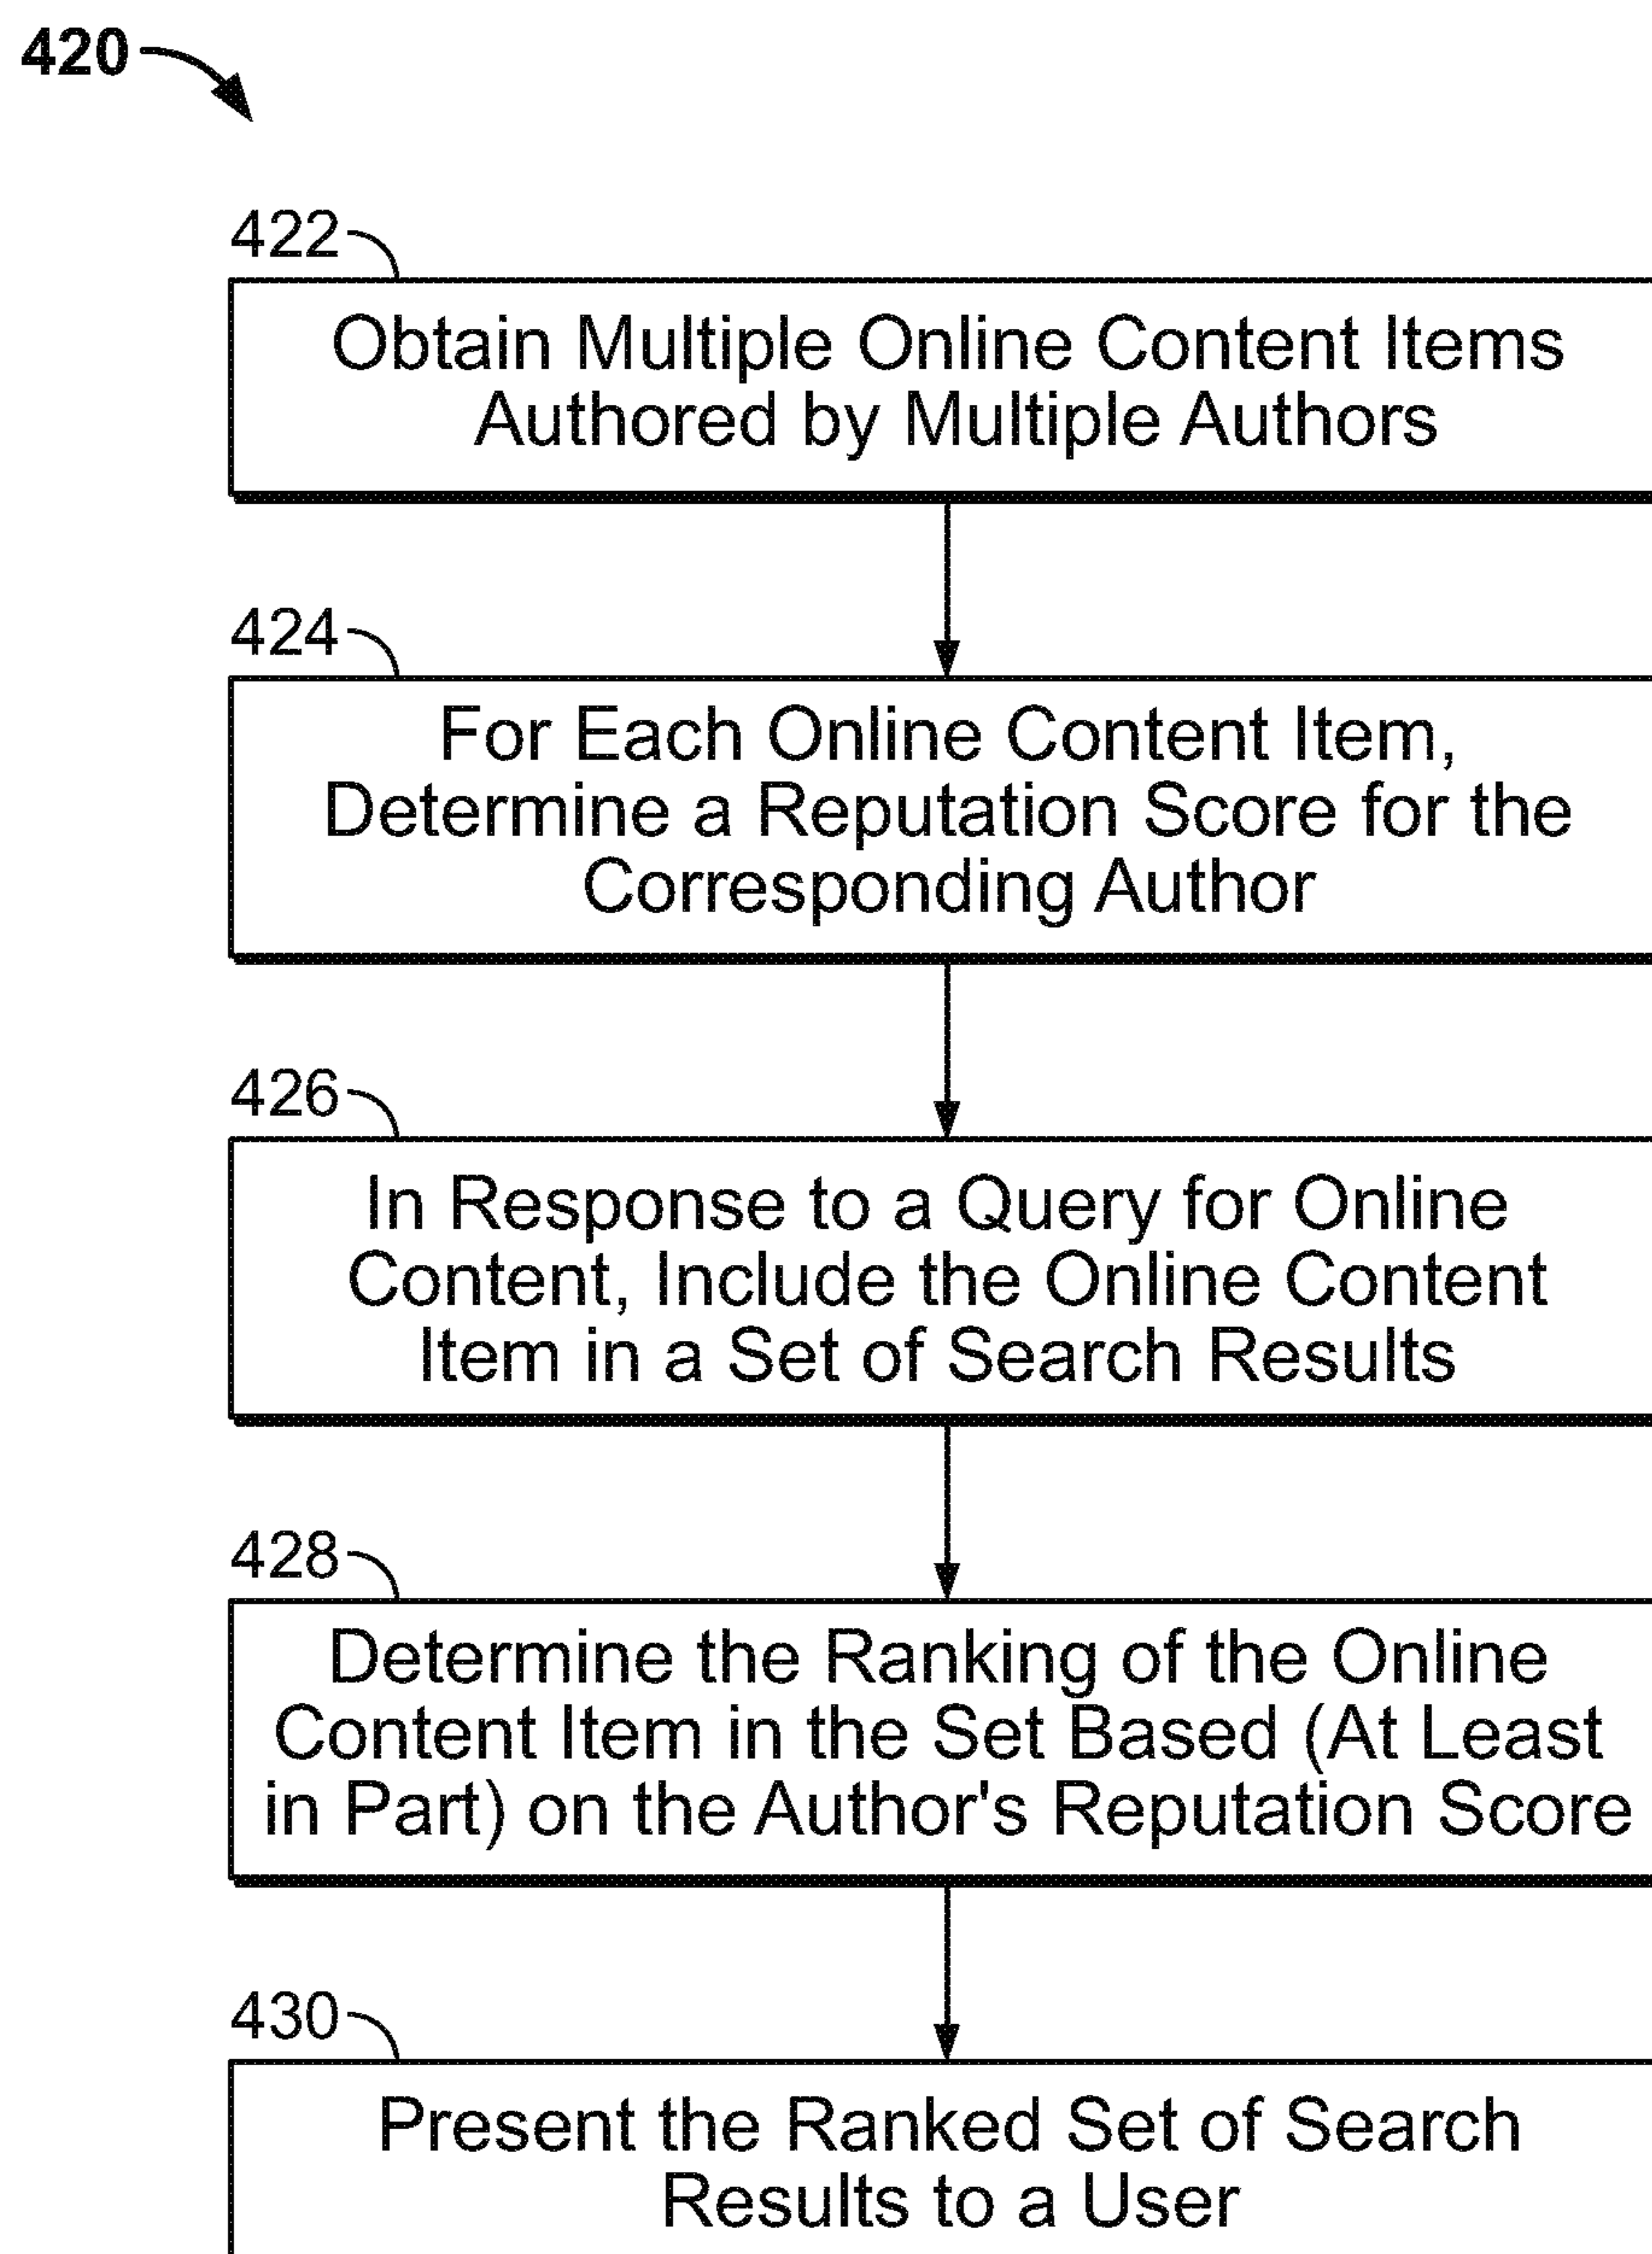 420
422
Obtain Multiple Online Content Items
Authored by Multiple Authors
424
For Each Online Content Item,
Determine a Reputation Score for the
Corresponding Author
426
In Response to a Query for Online
Content, Include the Online Content
Item in a Set of Search Results
428
Determine the Ranking of the Online
Content Item in the Set Based (At Least
in Part) on the Author's Reputation Score
430
Present the Ranked Set of Search
Results to a User